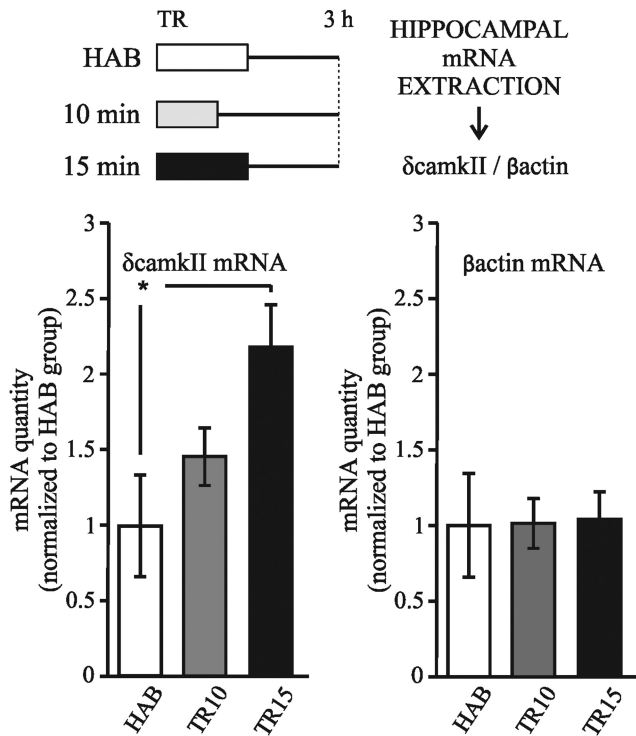 TR 3 h
HAB
10 min
15 min
HIPPOCAMPAL
mRNA
EXTRACTION
δcamkII / βactin
mRNA quantity
(normalized to HAB group)
3
2.5
2
1.5
1
0.5
0
δcamkII mRNA
*
HAB
TR10
TR15
mRNA quantity
(normalized to HAB group)
3
2.5
2
1.5
1
0.5
0
βactin mRNA
HAB
TR10
TR15